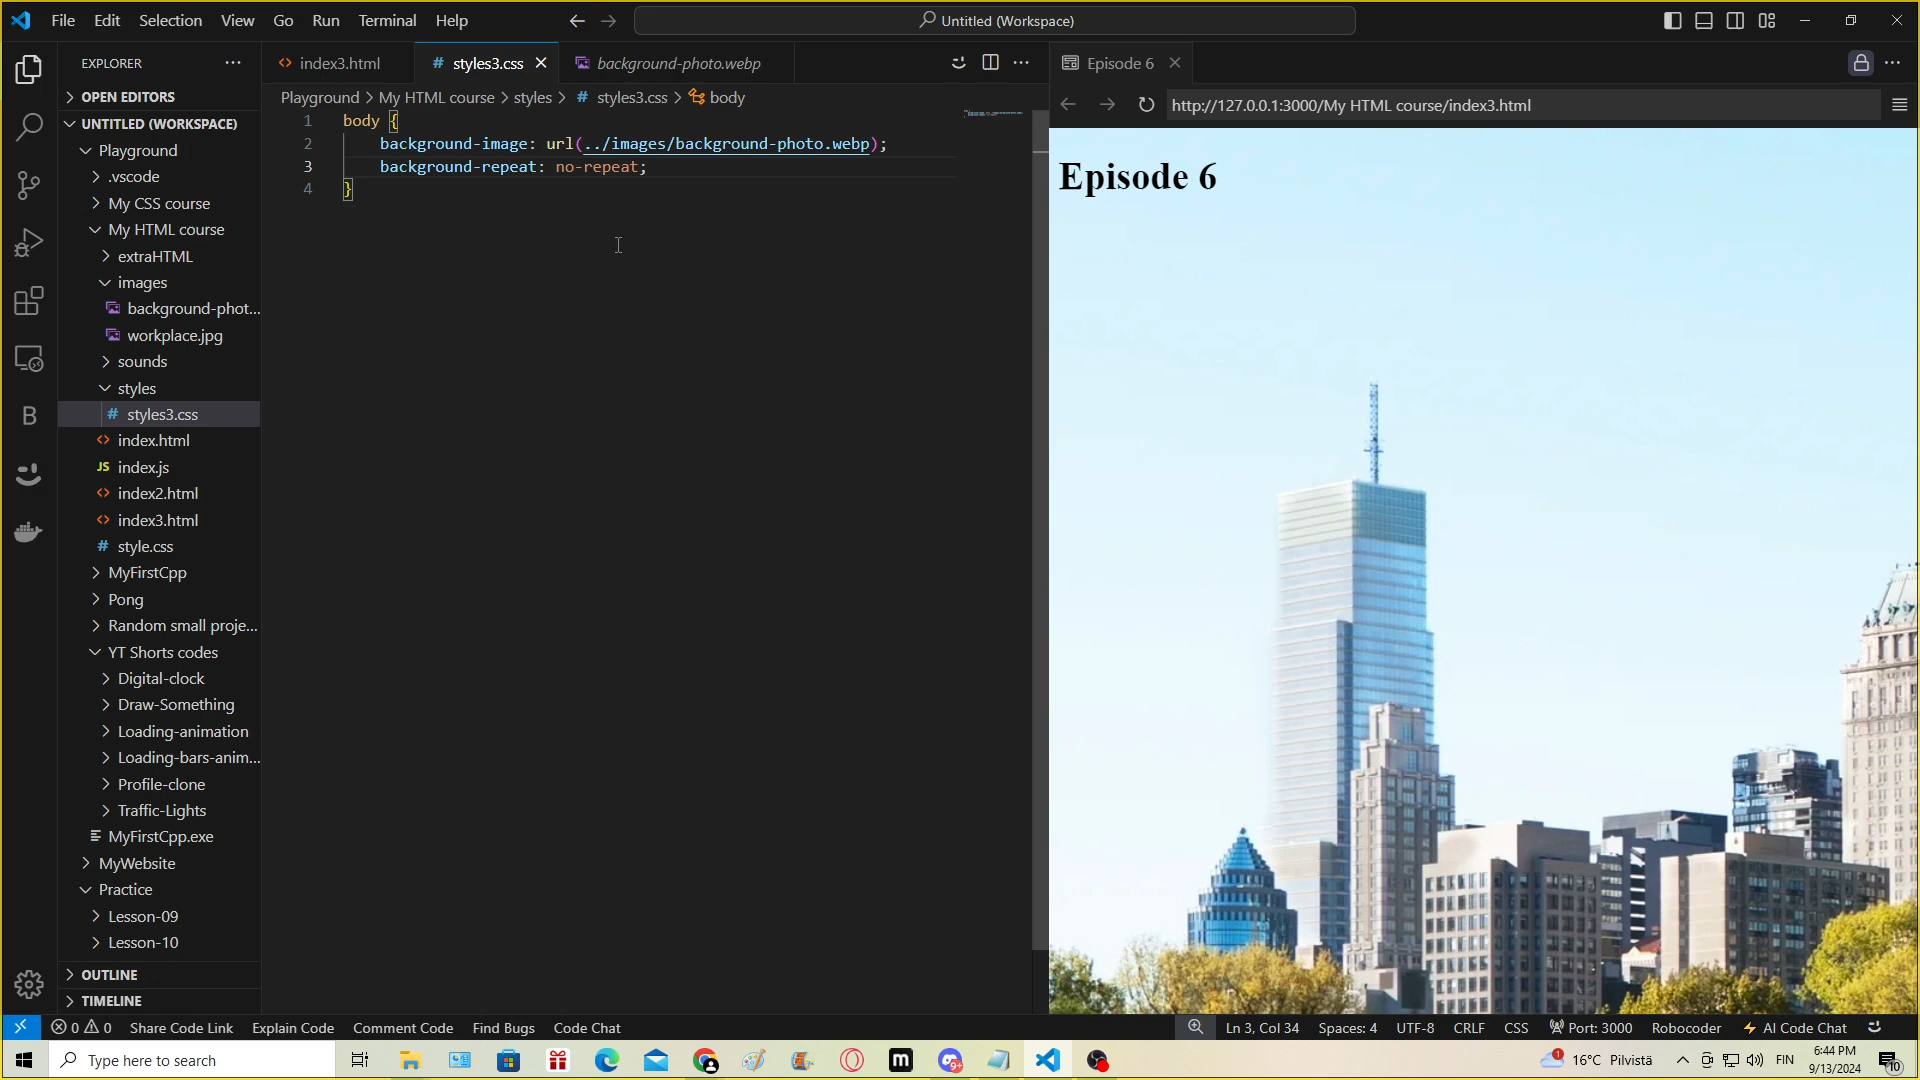 File Edit Selection View Go Run Terminal Help
Untitled (Workspace)
EXPLORER
OPEN EDITORS
UNTITLED (WORKSPACE)
Playground
.vscode
My CSS course
My HTML course
extraHTML
images
background-phot...
workplace.jpg
sounds
styles
# styles3.css
<> index.html
JS index.js
<> index2.html
<> index3.html
# style.css
MyFirstCpp
Pong
Random small proje...
YT Shorts codes
Digital-clock
Draw-Something
Loading-animation
Loading-bars-anim...
Profile-clone
Traffic-Lights
MyFirstCpp.exe
MyWebsite
Practice
Lesson-09
Lesson-10
OUTLINE
TIMELINE
<> index3.html # styles3.css background-photo.webp
Playground > My HTML course > styles > # styles3.css > body
1 body {
2 background-image: url(../images/background-photo.webp);
3 background-repeat: no-repeat;
4 }
Episode 6
http://127.0.0.1:3000/My HTML course/index3.html
Episode 6
0 0 Share Code Link Explain Code Comment Code Find Bugs Code Chat
Ln 3, Col 34 Spaces: 4 UTF-8 CRLF CSS Port: 3000 Robocoder AI Code Chat
Type here to search
9+
m
1
16°C Pilvistä
FIN
6:44 PM
9/13/2024
10